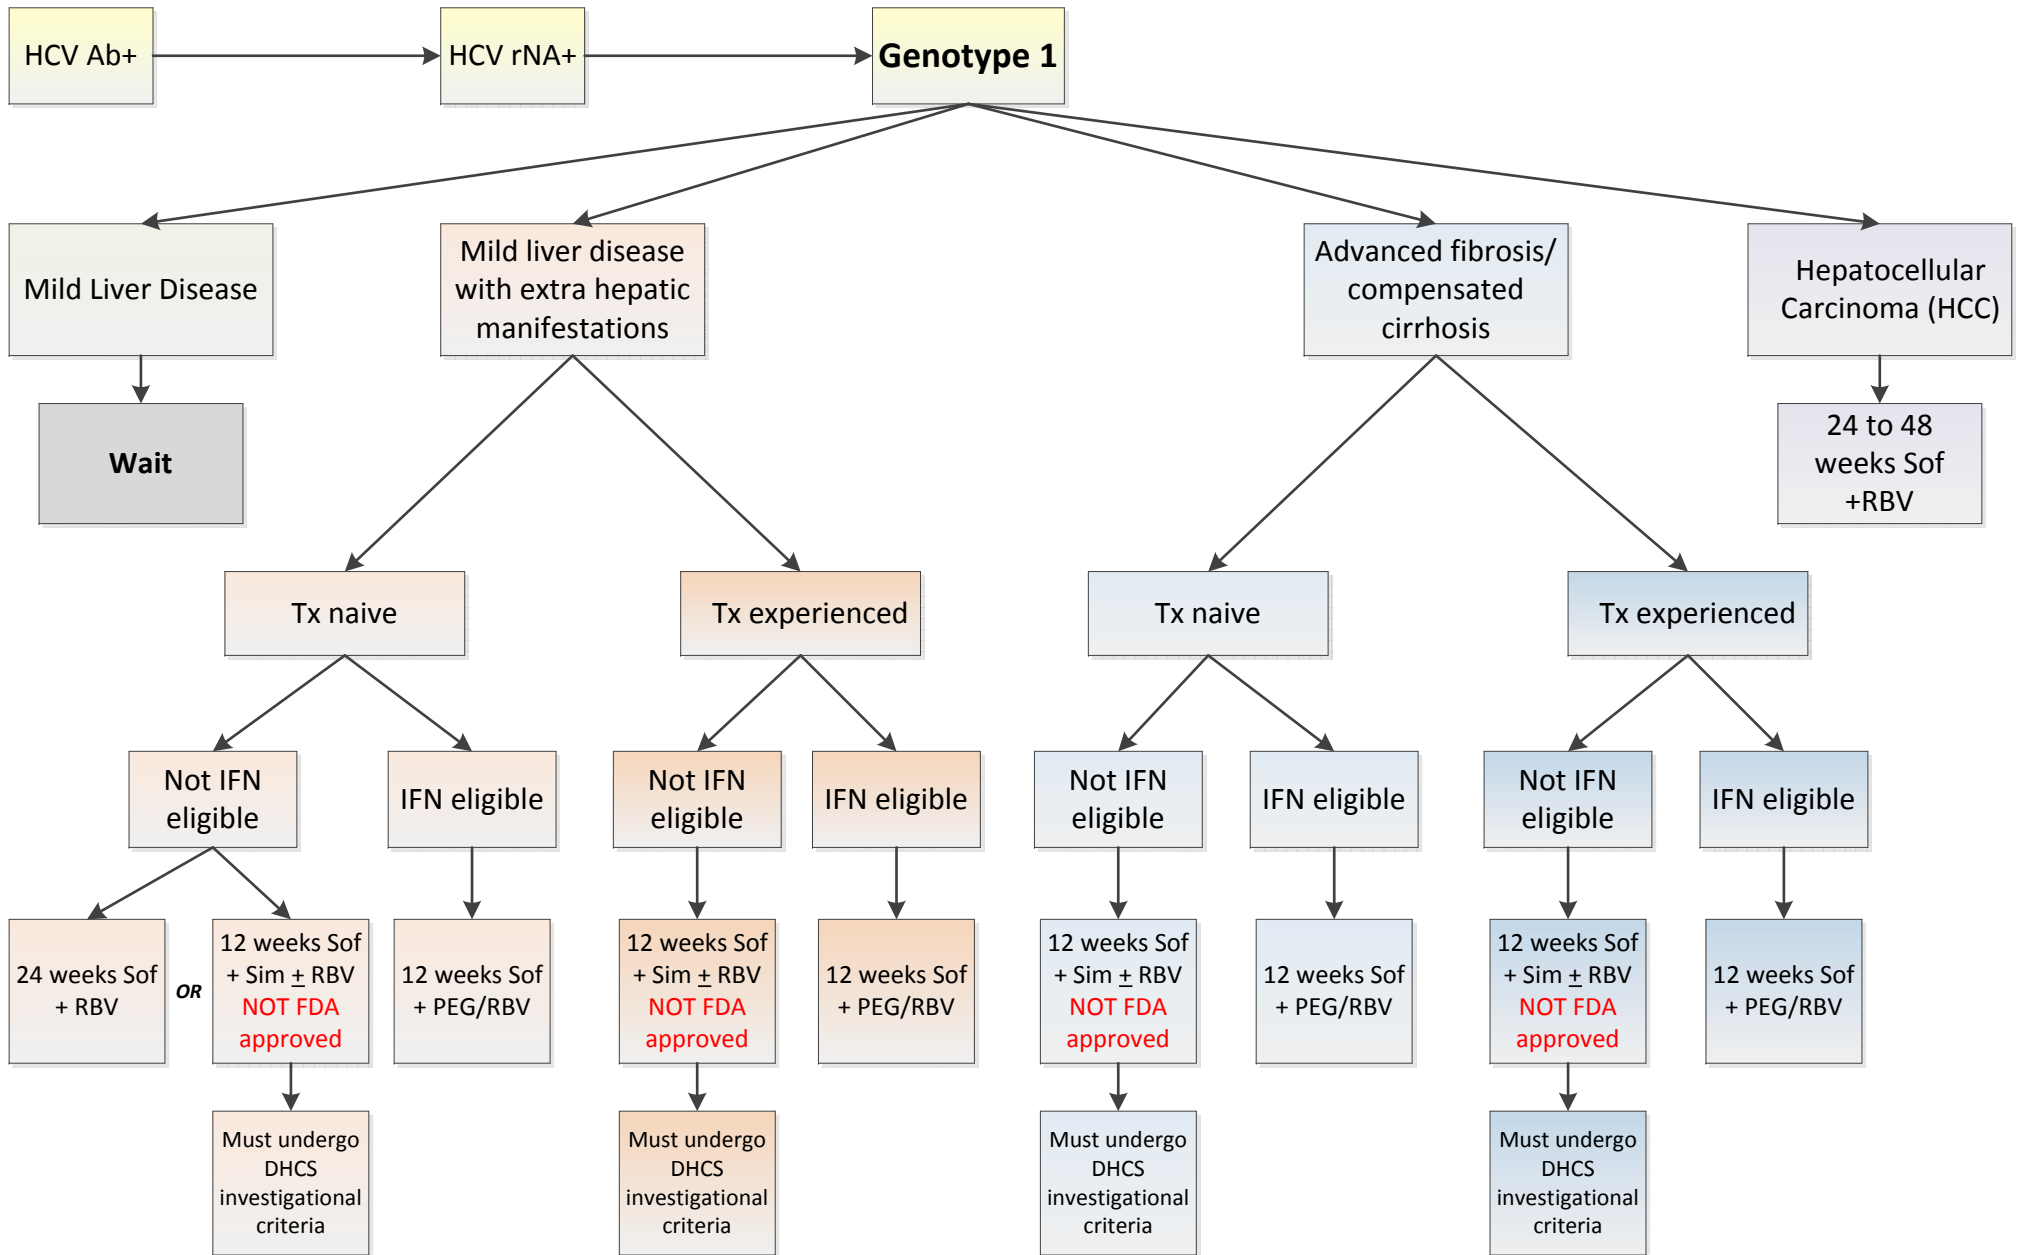 HCV Ab+
HCV rNA+
Genotype 1
Mild Liver Disease
Mild liver disease
with extra hepatic
manifestations
Advanced fibrosis/
compensated
cirrhosis
Hepatocellular
Carcinoma (HCC)
Wait
24 to 48
weeks Sof
+RBV
Tx naive
Tx experienced
Tx naive
Tx experienced
Not IFN
eligible
IFN eligible
Not IFN
eligible
IFN eligible
Not IFN
eligible
IFN eligible
Not IFN
eligible
IFN eligible
24 weeks Sof
+ RBV
OR
12 weeks Sof
+ Sim ± RBV
NOT FDA
approved
12 weeks Sof
+ PEG/RBV
12 weeks Sof
+ Sim ± RBV
NOT FDA
approved
12 weeks Sof
+ PEG/RBV
12 weeks Sof
+ Sim ± RBV
NOT FDA
approved
12 weeks Sof
+ PEG/RBV
12 weeks Sof
+ Sim ± RBV
NOT FDA
approved
12 weeks Sof
+ PEG/RBV
Must undergo
DHCS
investigational
criteria
Must undergo
DHCS
investigational
criteria
Must undergo
DHCS
investigational
criteria
Must undergo
DHCS
investigational
criteria